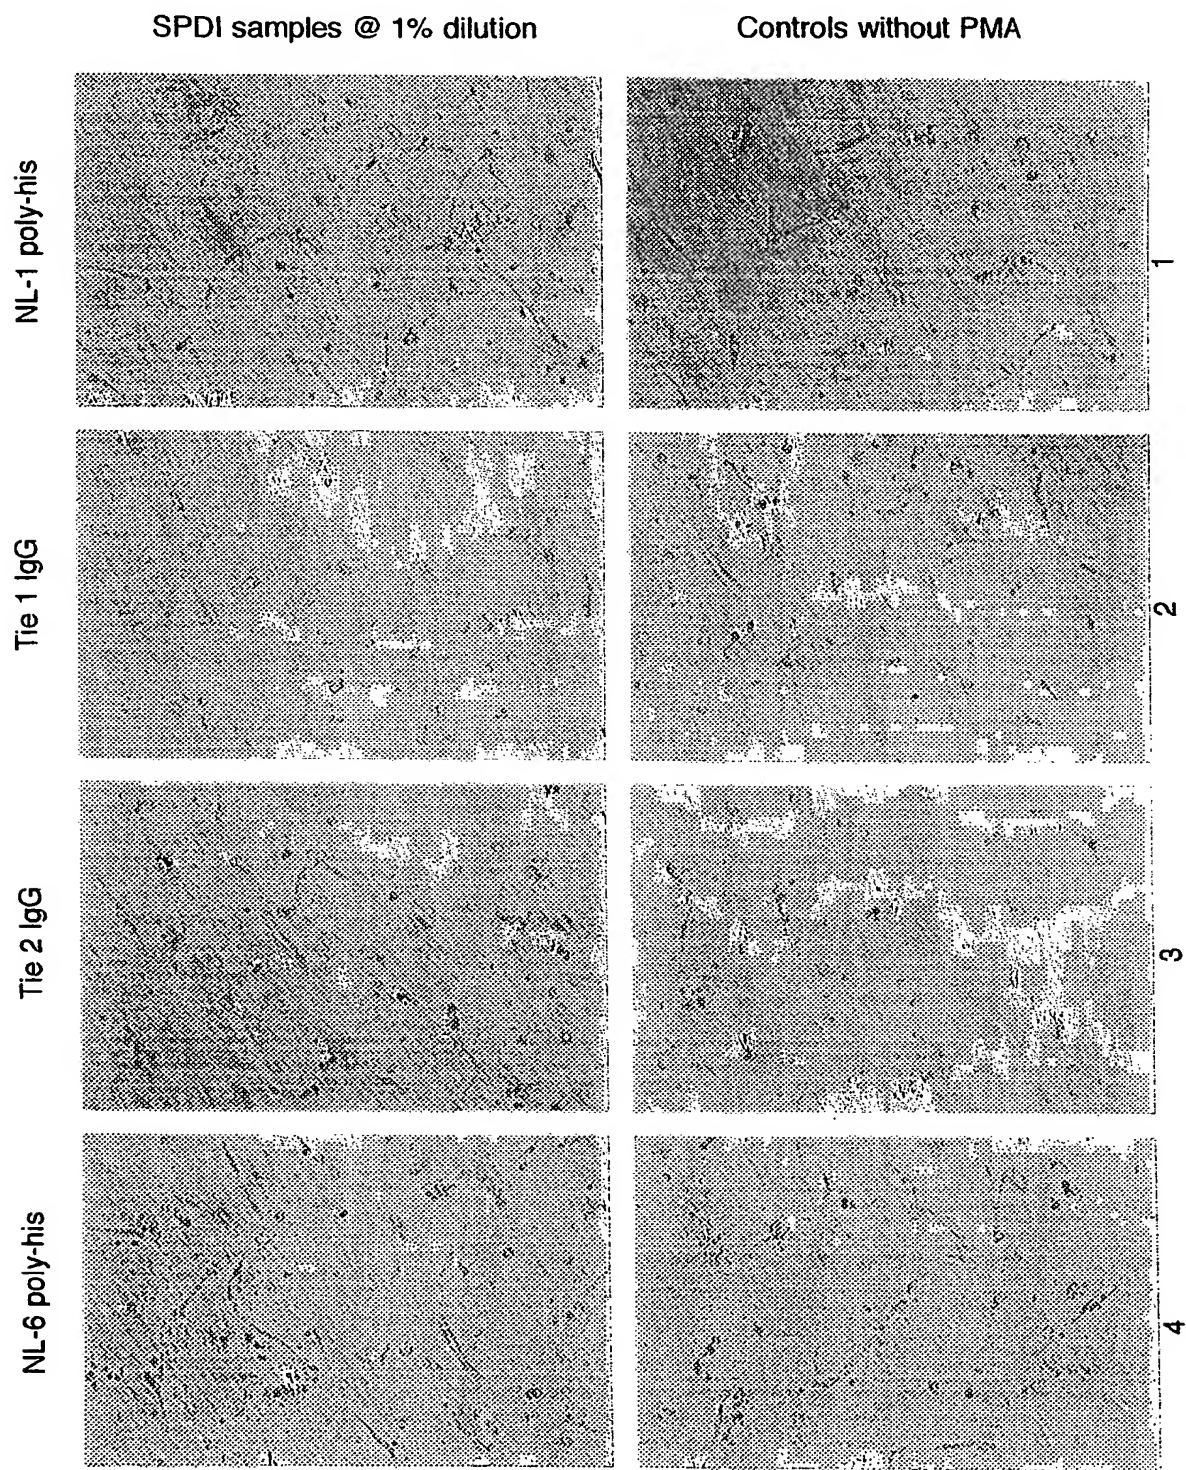 SPDI samples @ 1% dilution
Controls without PMA
NL-1 poly-his
1
Tie 1 IgG
2
Tie 2 IgG
3
NL-6 poly-his
4